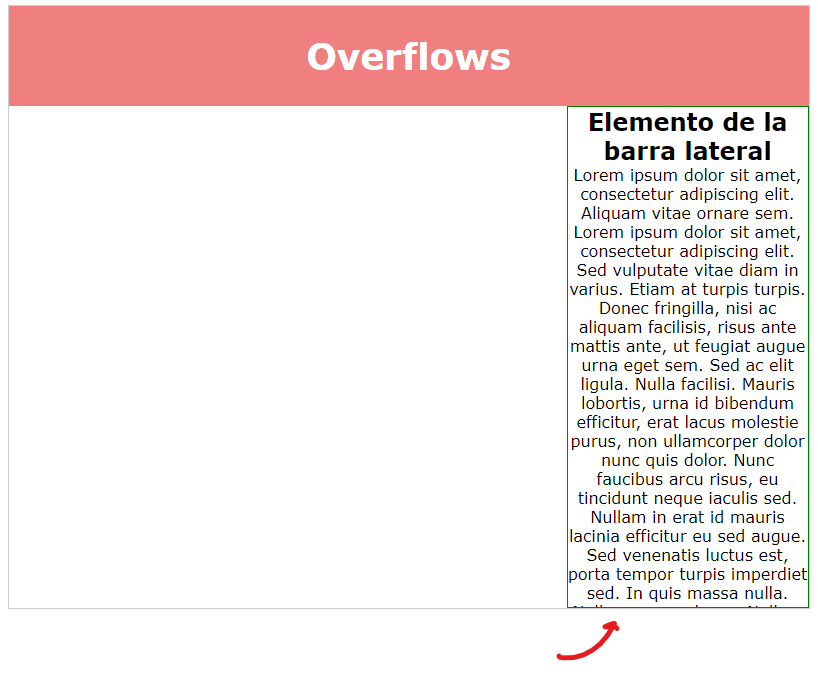 Overflows
Elemento de la
barra lateral
Lorem ipsum dolor sit amet,
consectetur adipiscing elit.
Aliquam vitae ornare sem.
Lorem ipsum dolor sit amet,
consectetur adipiscing elit.
Sed vulputate vitae diam in
varius. Etiam at turpis turpis.
Donec fringilla, nisi ac
aliquam facilisis, risus ante
mattis ante, ut feugiat augue
urna eget sem. Sed ac elit
ligula. Nulla facilisi. Mauris
lobortis, urna id bibendum
efficitur, erat lacus molestie
purus, non ullamcorper dolor
nunc quis dolor. Nunc
faucibus arcu risus, eu
tincidunt neque iaculis sed.
Nullam in erat id mauris
lacinia efficitur eu sed augue.
Sed venenatis luctus est,
porta tempor turpis imperdiet
sed. In quis massa nulla.